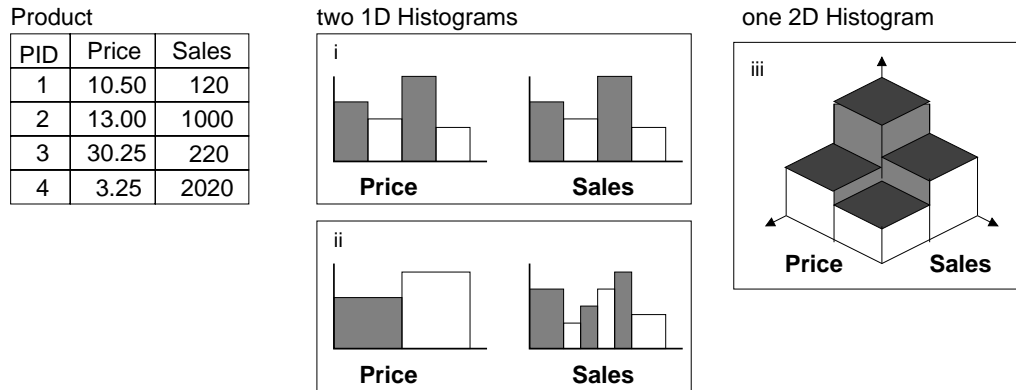 Product
PID Price Sales
1 10.50 120
2 13.00 1000
3 30.25 220
4 3.25 2020
two 1D Histograms
i
Price Sales
ii
Price Sales
one 2D Histogram
iii
Price Sales